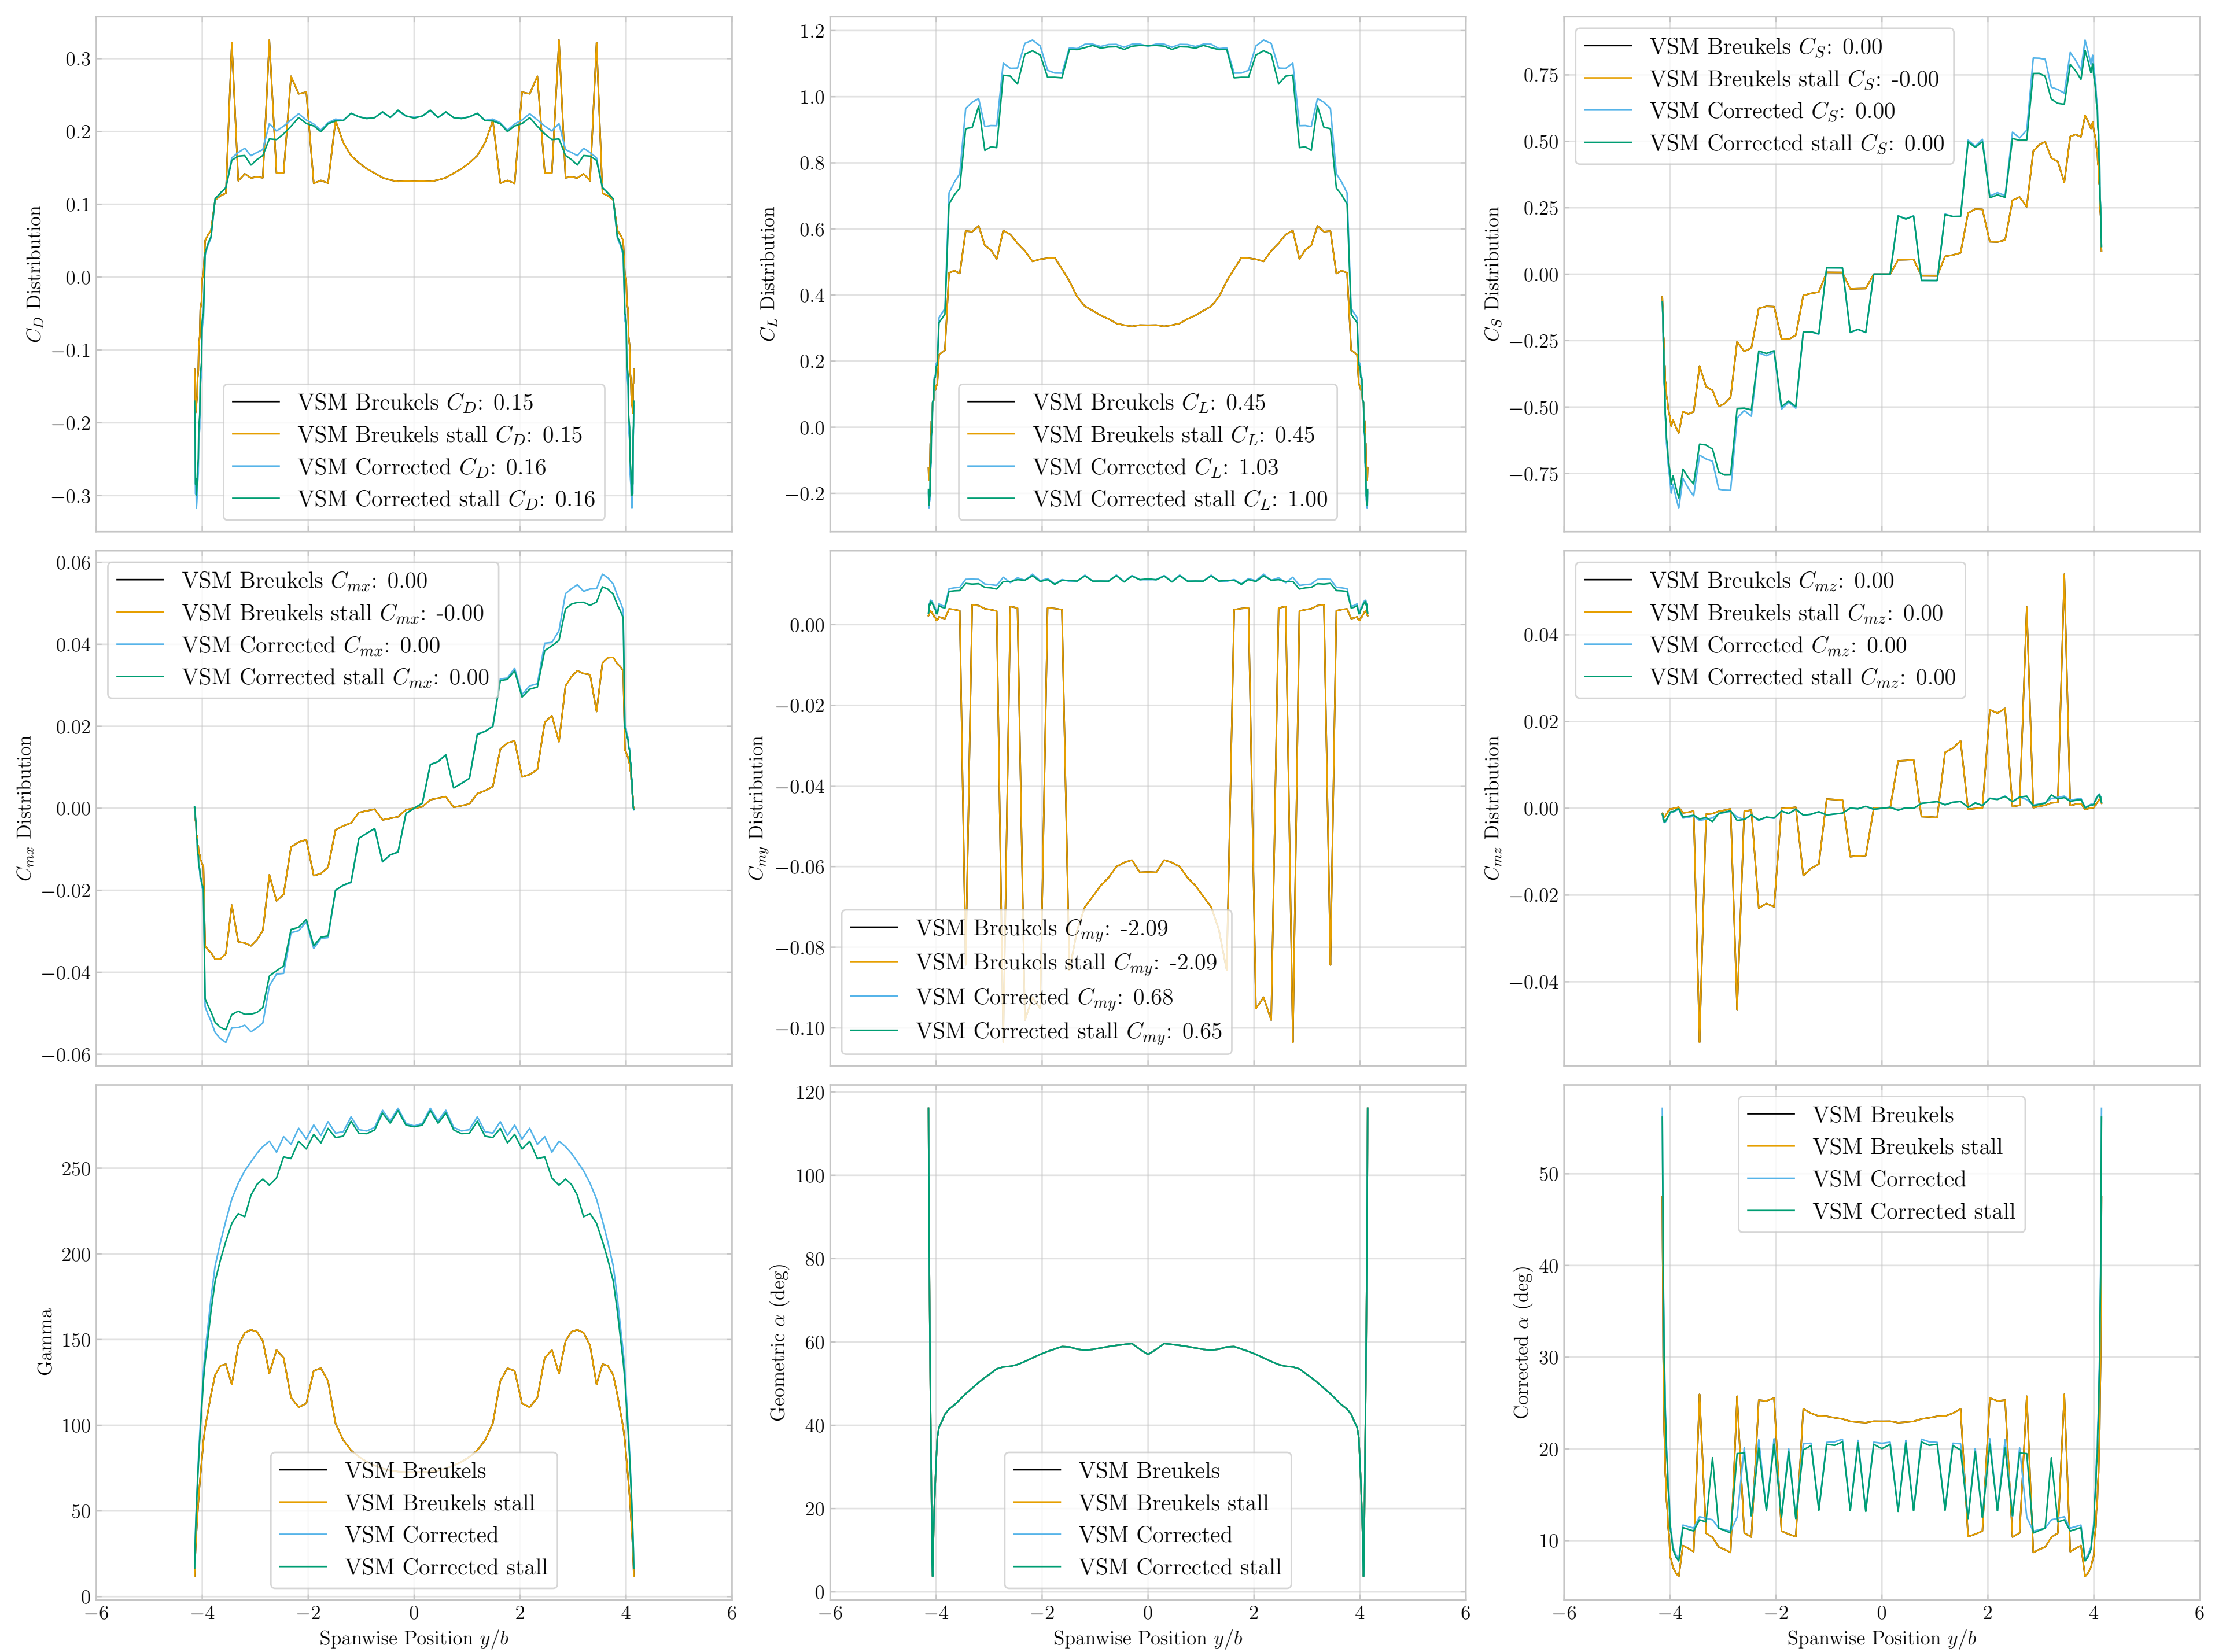 0.3
0.2
0.1
0.0
−0.1
−0.2
−0.3
C_D Distribution
VSM Breukels C_D: 0.15
VSM Breukels stall C_D: 0.15
VSM Corrected C_D: 0.16
VSM Corrected stall C_D: 0.16
1.2
1.0
0.8
0.6
0.4
0.2
0.0
−0.2
C_L Distribution
VSM Breukels C_L: 0.45
VSM Breukels stall C_L: 0.45
VSM Corrected C_L: 1.03
VSM Corrected stall C_L: 1.00
0.75
0.50
0.25
0.00
−0.25
−0.50
−0.75
C_S Distribution
VSM Breukels C_S: 0.00
VSM Breukels stall C_S: -0.00
VSM Corrected C_S: 0.00
VSM Corrected stall C_S: 0.00
0.06
0.04
0.02
0.00
−0.02
−0.04
−0.06
C_mx Distribution
VSM Breukels C_mx: 0.00
VSM Breukels stall C_mx: -0.00
VSM Corrected C_mx: 0.00
VSM Corrected stall C_mx: 0.00
0.00
−0.02
−0.04
−0.06
−0.08
−0.10
C_my Distribution
VSM Breukels C_my: -2.09
VSM Breukels stall C_my: -2.09
VSM Corrected C_my: 0.68
VSM Corrected stall C_my: 0.65
0.04
0.02
0.00
−0.02
−0.04
C_mz Distribution
VSM Breukels C_mz: 0.00
VSM Breukels stall C_mz: 0.00
VSM Corrected C_mz: 0.00
VSM Corrected stall C_mz: 0.00
250
200
150
100
50
0
Gamma
VSM Breukels
VSM Breukels stall
VSM Corrected
VSM Corrected stall
−6 −4 −2 0 2 4 6
Spanwise Position y/b
120
100
80
60
40
20
0
Geometric α (deg)
VSM Breukels
VSM Breukels stall
VSM Corrected
VSM Corrected stall
−6 −4 −2 0 2 4 6
Spanwise Position y/b
50
40
30
20
10
Corrected α (deg)
VSM Breukels
VSM Breukels stall
VSM Corrected
VSM Corrected stall
−6 −4 −2 0 2 4 6
Spanwise Position y/b